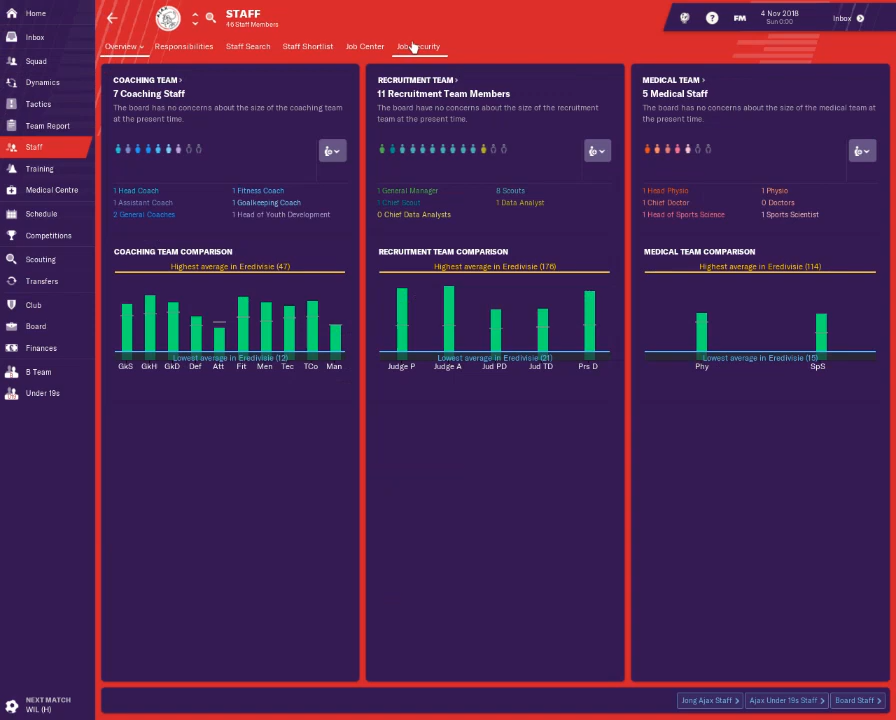 Home
Inbox
Squad
Dynamics
Tactics
Team Report
Staff
Training
Medical Centre
Schedule
Competitions
Scouting
Transfers
Club
Board
Finances
B Team
Under 19s
NEXT MATCH
WIL (H)
STAFF
46 Staff Members
FM
4 Nov 2018
Sun 0:00
Inbox
Overview
Responsibilities
Staff Search
Staff Shortlist
Job Center
Job Security
COACHING TEAM
7 Coaching Staff
The board has no concerns about the size of the coaching team
at the present time.
1 Head Coach
1 Fitness Coach
1 Assistant Coach
1 Goalkeeping Coach
2 General Coaches
1 Head of Youth Development
COACHING TEAM COMPARISON
Highest average in Eredivisie (47)
Lowest average in Eredivisie (12)
GkS GkH GkD Def Att Fit Men Tec TCo Man
RECRUITMENT TEAM
11 Recruitment Team Members
The board have no concerns about the size of the recruitment
team at the present time.
1 General Manager
8 Scouts
1 Chief Scout
1 Data Analyst
0 Chief Data Analysts
RECRUITMENT TEAM COMPARISON
Highest average in Eredivisie (176)
Lowest average in Eredivisie (21)
Judge P Judge A Jud PD Jud TD Prs D
MEDICAL TEAM
5 Medical Staff
The board has no concerns about the size of the medical team at
the present time.
1 Head Physio
1 Physio
1 Chief Doctor
0 Doctors
1 Head of Sports Science
1 Sports Scientist
MEDICAL TEAM COMPARISON
Highest average in Eredivisie (114)
Lowest average in Eredivisie (15)
Phy SpS
Jong Ajax Staff
Ajax Under 19s Staff
Board Staff